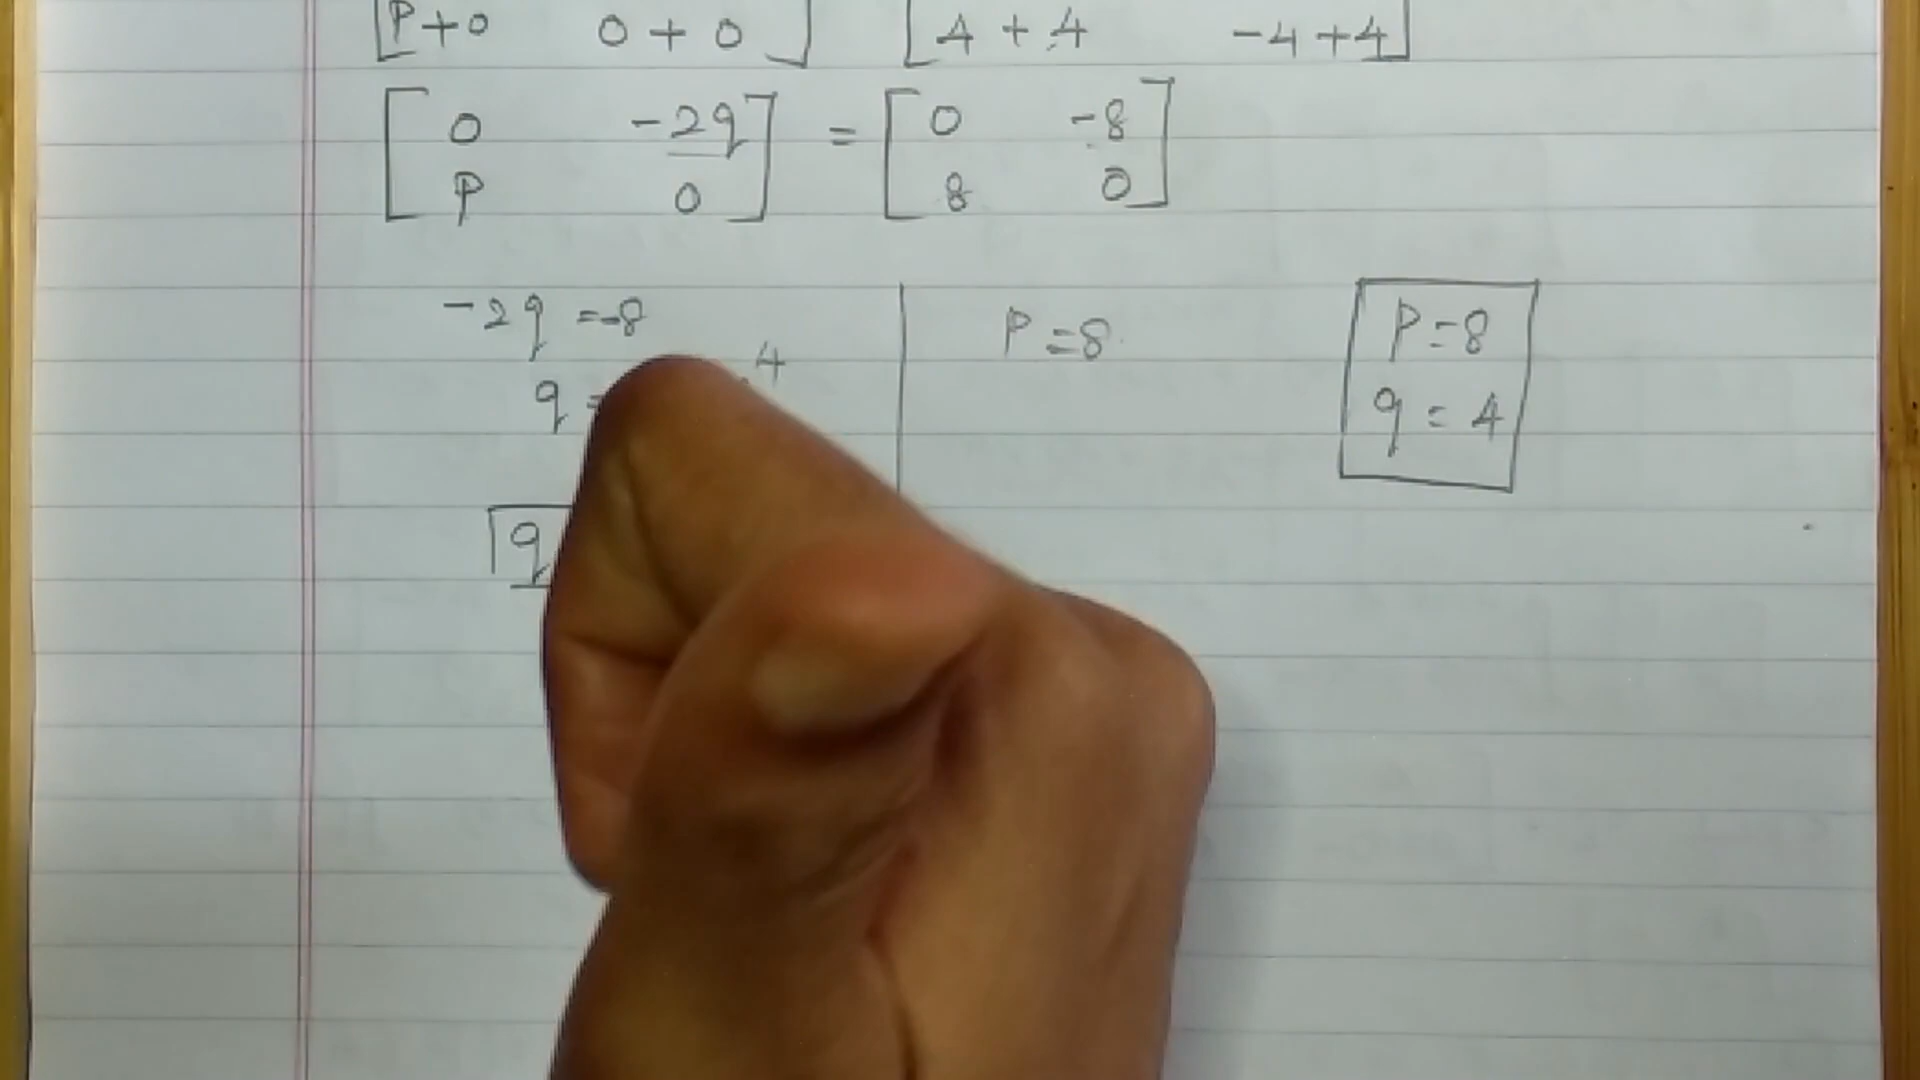 [P+0 0+0] [4+4 -4+4]
[0 -2q] = [0 -8]
[P 0] [8 0]
-2q =-8 P=8 P=8
q= 4 q=4
q